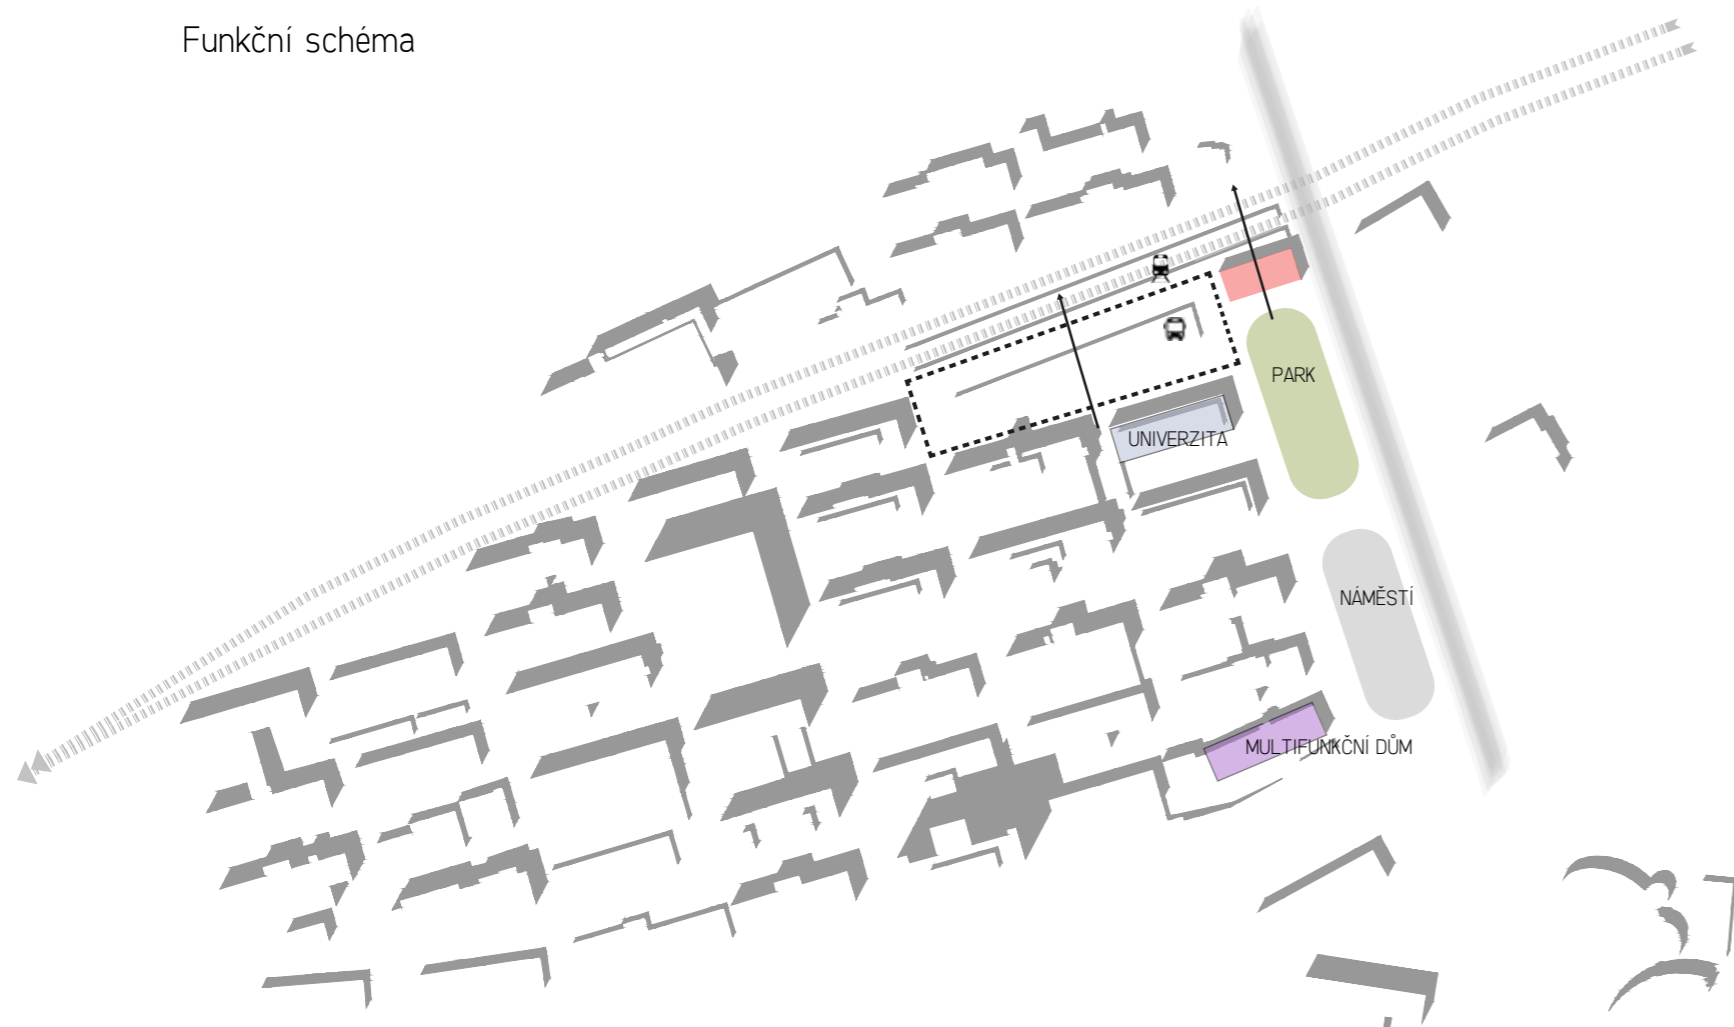 Funkční schéma
PARK
UNIVERZITA
NÁMĚSTÍ
MULTIFUNKČNÍ DŮM